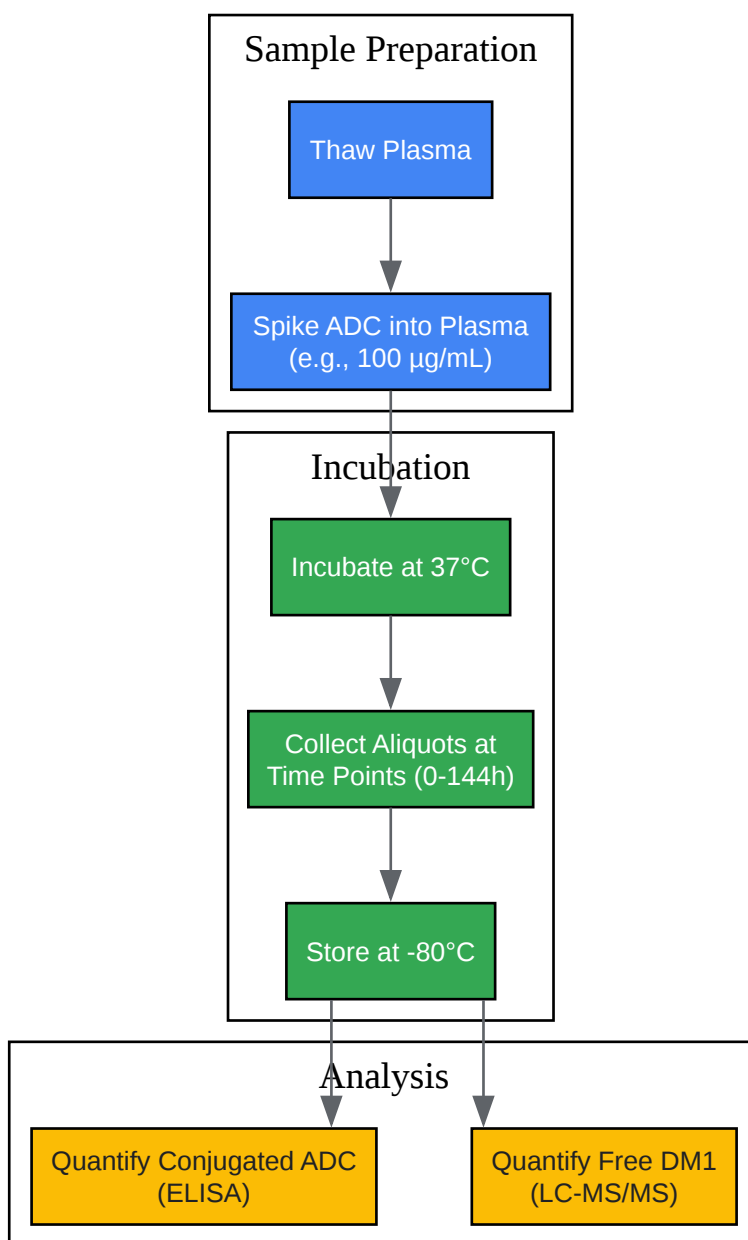 Sample Preparation
Thaw Plasma
Spike ADC into Plasma
(e.g., 100 µg/mL)
Incubation
Incubate at 37°C
Collect Aliquots at
Time Points (0-144h)
Store at -80°C
Analysis
Quantify Conjugated ADC
(ELISA)
Quantify Free DM1
(LC-MS/MS)